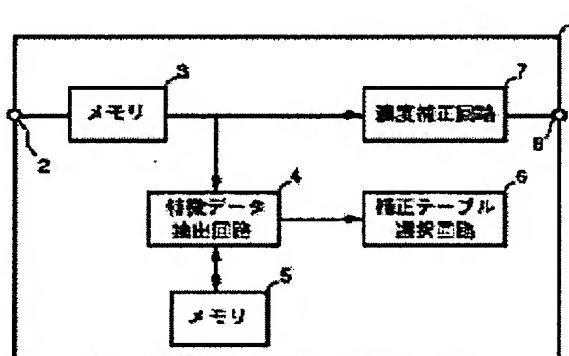 3
メモリ
7
濃度補正回路
2
8
4
特徴データ
抽出回路
6
補正テーブル
選択回路
5
メモリ